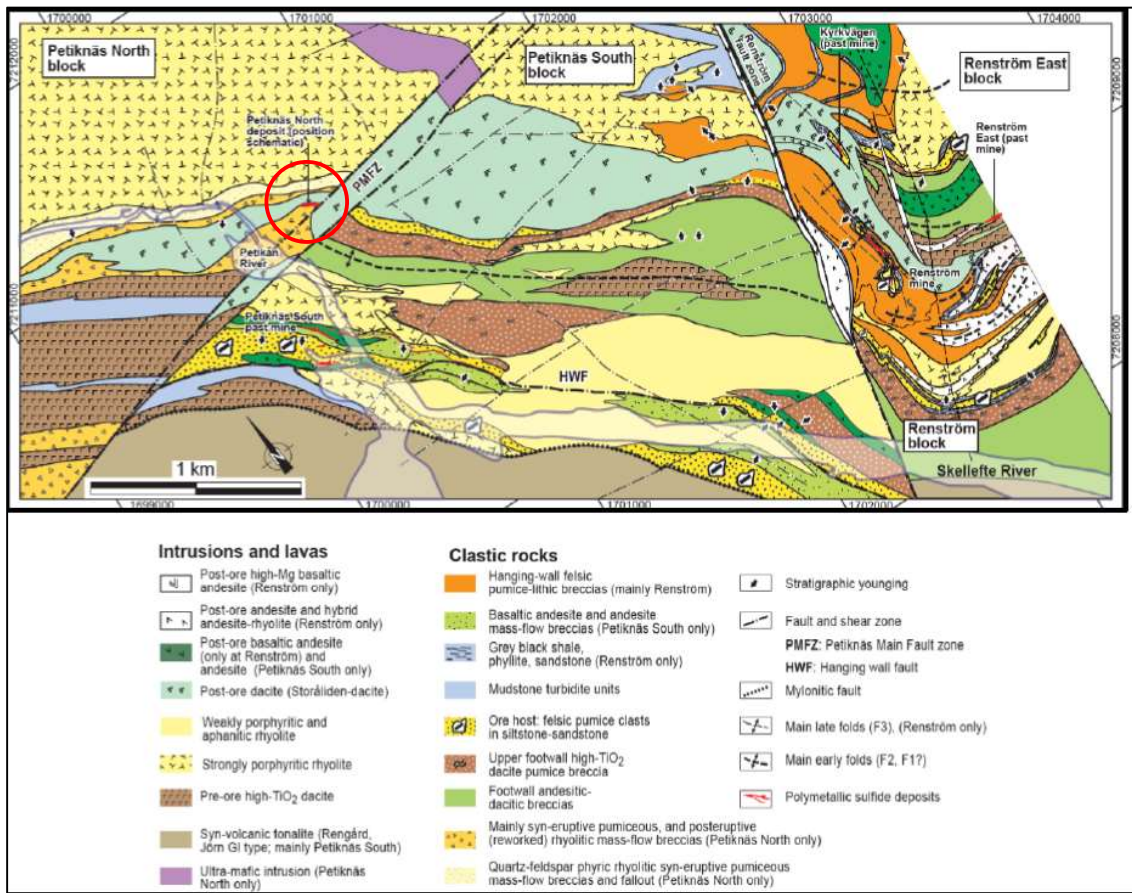 1700000
1701000
1702000
1703000
1704000
7212000
7211000
7209000
7208000
1699000
1700000
1701000
1702000
Petiknäs North
block
Petiknäs South
block
Renström
fault zone
Kyrkvägen
(past mine)
Renström East
block
Petiknäs North
deposit (position
schematic)
PMFZ
Renström
East (past
mine)
Petikån
River
Renström
mine
Petiknäs South
past mine
HWF
Renström
block
Skellefte River
1 km
Intrusions and lavas
Post-ore high-Mg basaltic
andesite (Renström only)
Post-ore andesite and hybrid
andesite-rhyolite (Renström only)
Post-ore basaltic andesite
(only at Renström) and
andesite (Petiknäs South only)
Post-ore dacite (Storåliden-dacite)
Weakly porphyritic and
aphanitic rhyolite
Strongly porphyritic rhyolite
Pre-ore high-TiO2 dacite
Syn-volcanic tonalite (Rengård,
Jörn GI type; mainly Petiknäs South)
Ultra-mafic intrusion (Petiknäs
North only)
Clastic rocks
Hanging-wall felsic
pumice-lithic breccias (mainly Renström)
Basaltic andesite and andesite
mass-flow breccias (Petiknäs South only)
Grey black shale,
phyllite, sandstone (Renström only)
Mudstone turbidite units
Ore host: felsic pumice clasts
in siltstone-sandstone
Upper footwall high-TiO2
dacite pumice breccia
Footwall andesitic-
dacitic breccias
Mainly syn-eruptive pumiceous, and posteruptive
(reworked) rhyolitic mass-flow breccias (Petiknäs North only)
Quartz-feldspar phyric rhyolitic syn-eruptive pumiceous
mass-flow breccias and fallout (Petiknäs North only)
Stratigraphic younging
Fault and shear zone
PMFZ: Petiknäs Main Fault zone
HWF: Hanging wall fault
Mylonitic fault
Main late folds (F3), (Renström only)
Main early folds (F2, F1?)
Polymetallic sulfide deposits